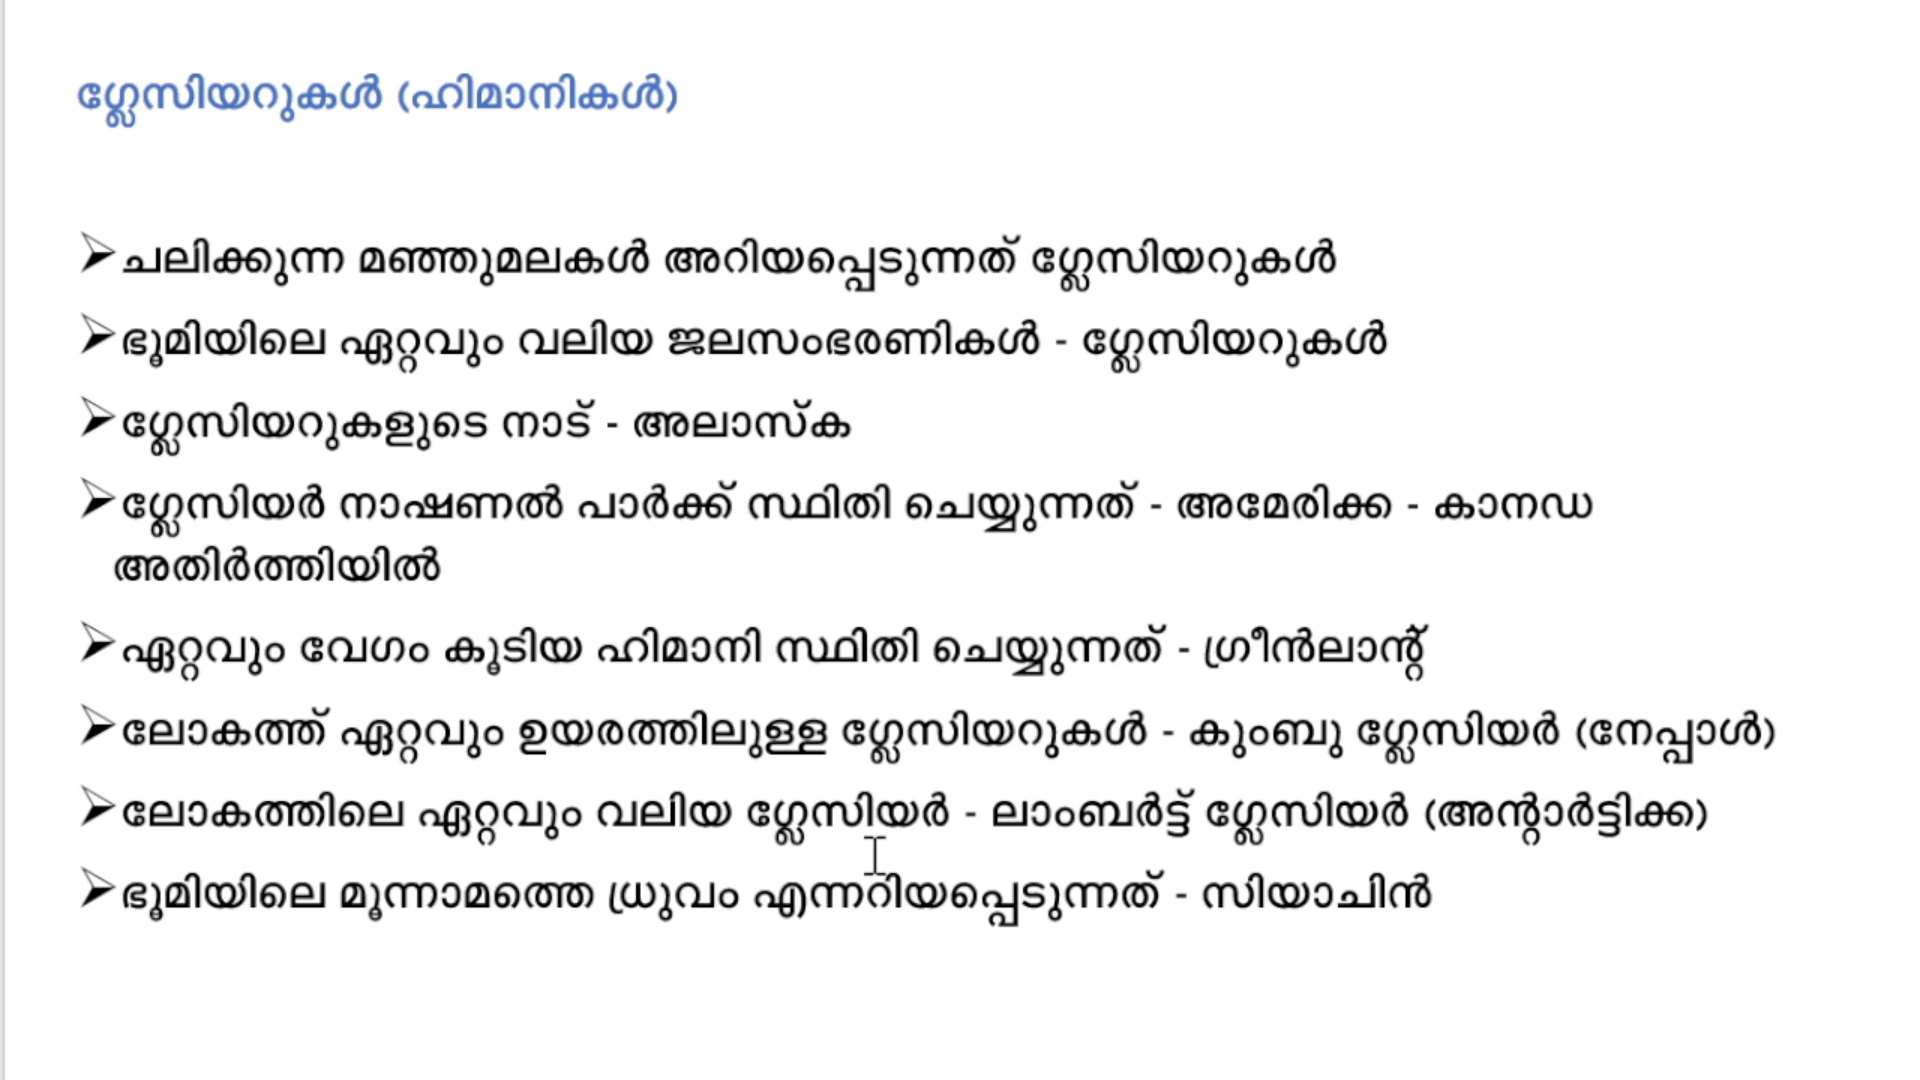 ഗ്ലേസിയറുകൾ (ഹിമാനികൾ)
➢ചലിക്കുന്ന മഞ്ഞുമലകൾ അറിയപ്പെടുന്നത് ഗ്ലേസിയറുകൾ
➢ഭൂമിയിലെ ഏറ്റവും വലിയ ജലസംഭരണികൾ - ഗ്ലേസിയറുകൾ
➢ഗ്ലേസിയറുകളുടെ നാട് - അലാസ്ക
➢ഗ്ലേസിയർ നാഷണൽ പാർക്ക് സ്ഥിതി ചെയ്യുന്നത് - അമേരിക്ക - കാനഡ
അതിർത്തിയിൽ
➢ഏറ്റവും വേഗം കൂടിയ ഹിമാനി സ്ഥിതി ചെയ്യുന്നത് - ഗ്രീൻലാന്റ്
➢ലോകത്ത് ഏറ്റവും ഉയരത്തിലുള്ള ഗ്ലേസിയറുകൾ - കുംബു ഗ്ലേസിയർ (നേപ്പാൾ)
➢ലോകത്തിലെ ഏറ്റവും വലിയ ഗ്ലേസിയർ - ലാംബർട്ട് ഗ്ലേസിയർ (അന്റാർട്ടിക്ക)
➢ഭൂമിയിലെ മൂന്നാമത്തെ ധ്രുവം എന്നറിയപ്പെടുന്നത് - സിയാചിൻ